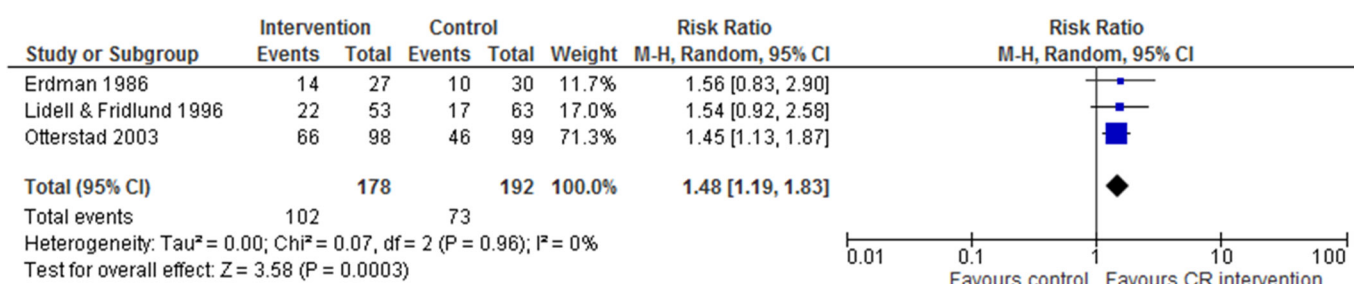 Intervention Control Risk Ratio Risk Ratio
Study or Subgroup Events Total Events Total Weight M-H, Random, 95% CI M-H, Random, 95% CI
Erdman 1986 14 27 10 30 11.7% 1.56 [0.83, 2.90]
Lidell & Fridlund 1996 22 53 17 63 17.0% 1.54 [0.92, 2.58]
Otterstad 2003 66 98 46 99 71.3% 1.45 [1.13, 1.87]
Total (95% CI) 178 192 100.0% 1.48 [1.19, 1.83]
Total events 102 73
Heterogeneity: Tau² = 0.00; Chi² = 0.07, df = 2 (P = 0.96); I² = 0%
Test for overall effect: Z = 3.58 (P = 0.0003)
0.01 0.1 1 10 100
Favours control Favours CR intervention